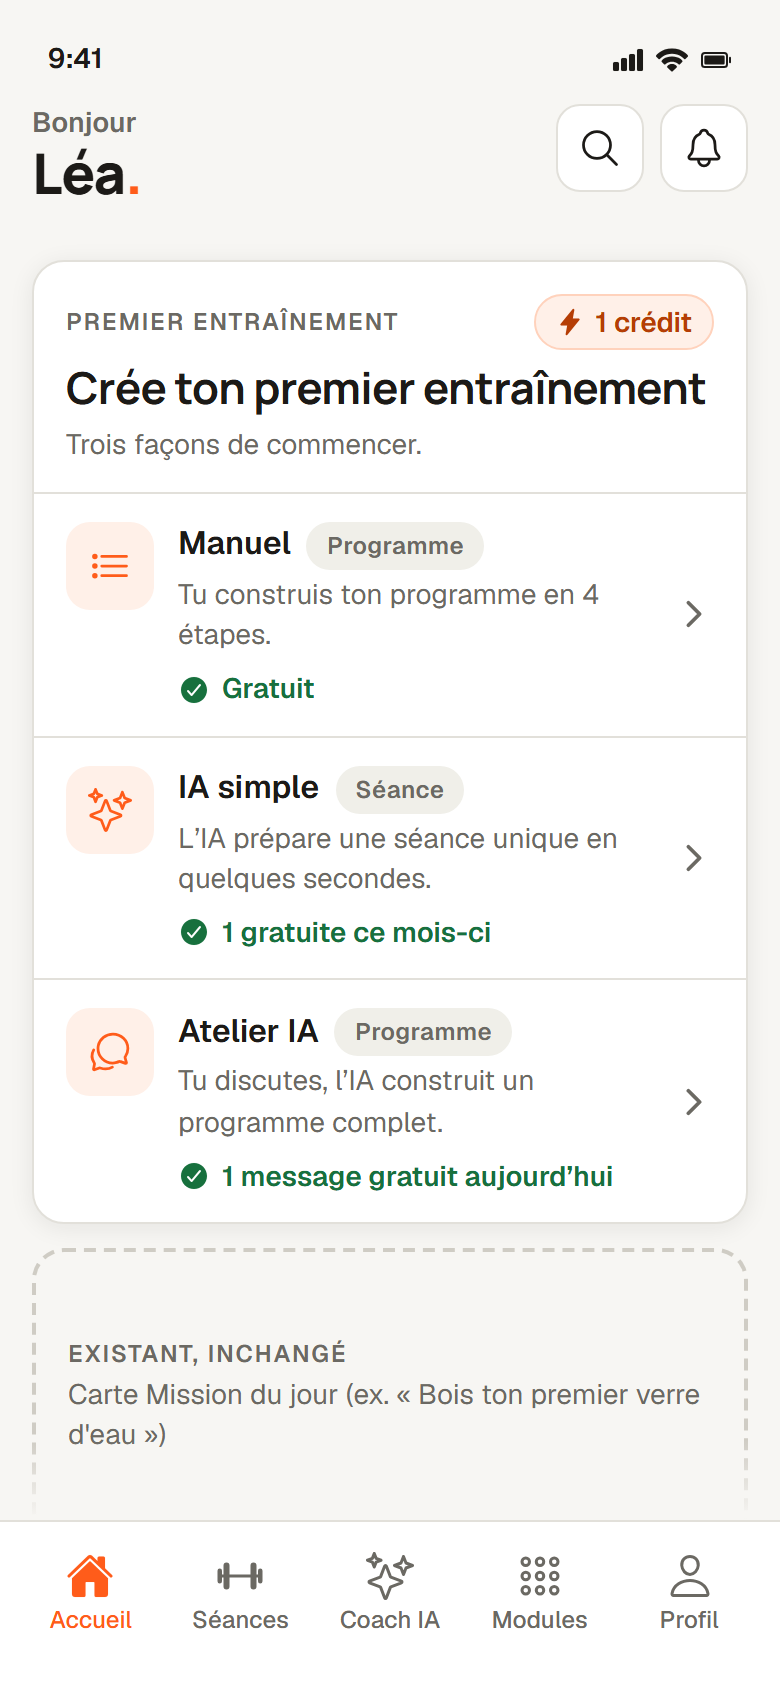 9:41
Bonjour
Léa.
PREMIER ENTRAÎNEMENT
1 crédit
Crée ton premier entraînement
Trois façons de commencer.
Manuel
Programme
Tu construis ton programme en 4
étapes.
Gratuit
IA simple
Séance
L’IA prépare une séance unique en
quelques secondes.
1 gratuite ce mois-ci
Atelier IA
Programme
Tu discutes, l’IA construit un
programme complet.
1 message gratuit aujourd’hui
EXISTANT, INCHANGÉ
Carte Mission du jour (ex. « Bois ton premier verre
d'eau »)
Accueil
Séances
Coach IA
Modules
Profil